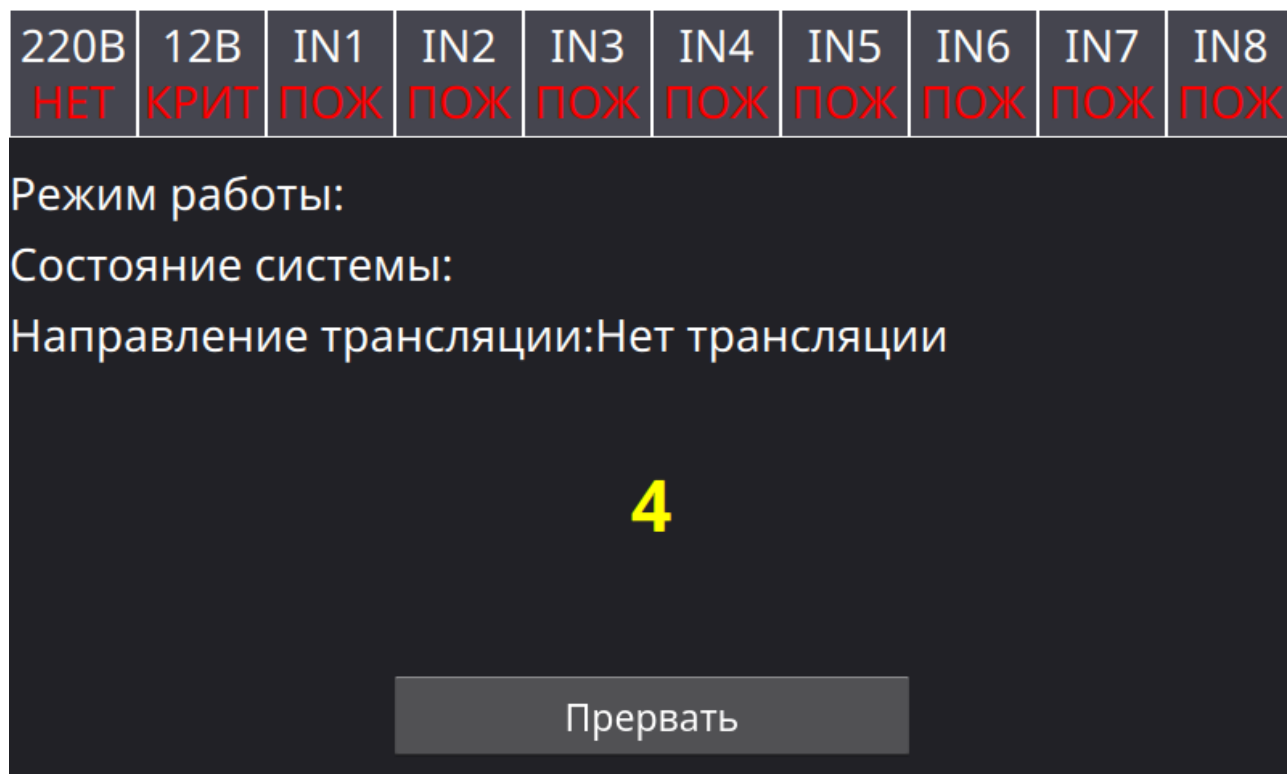 220В 12В IN1 IN2 IN3 IN4 IN5 IN6 IN7 IN8
НЕТ КРИТ ПОЖ ПОЖ ПОЖ ПОЖ ПОЖ ПОЖ ПОЖ ПОЖ
Режим работы:
Состояние системы:
Направление трансляции:Нет трансляции
4
Прервать